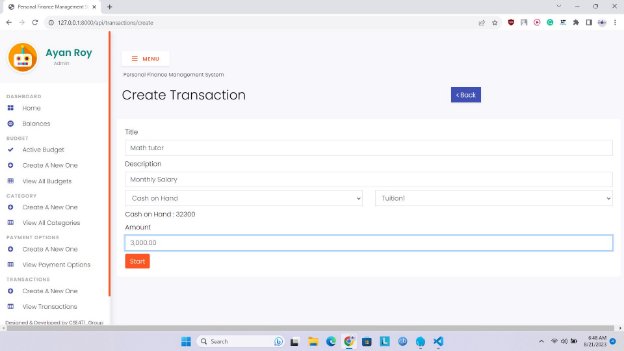 Personal Finance Management S
127.0.0.1:8000/api/transactions/create
Ayan Roy
Admin
DASHBOARD
Home
Balances
BUDGET
Active Budget
Create A New One
View All Budgets
CATEGORY
Create A New One
View All Categories
PAYMENT OPTIONS
Create A New One
View Payment Options
TRANSACTIONS
Create A New One
View Transactions
Designed & Developed by
Group
MENU
Personal Finance Management System
Create Transaction
< Back
Title
Math tutor
Description
Monthly Salary
Cash on Hand
Tuition1
Cash on Hand : 32300
Amount
3,000.00
Start
Search
6:48 AM
8/21/2023